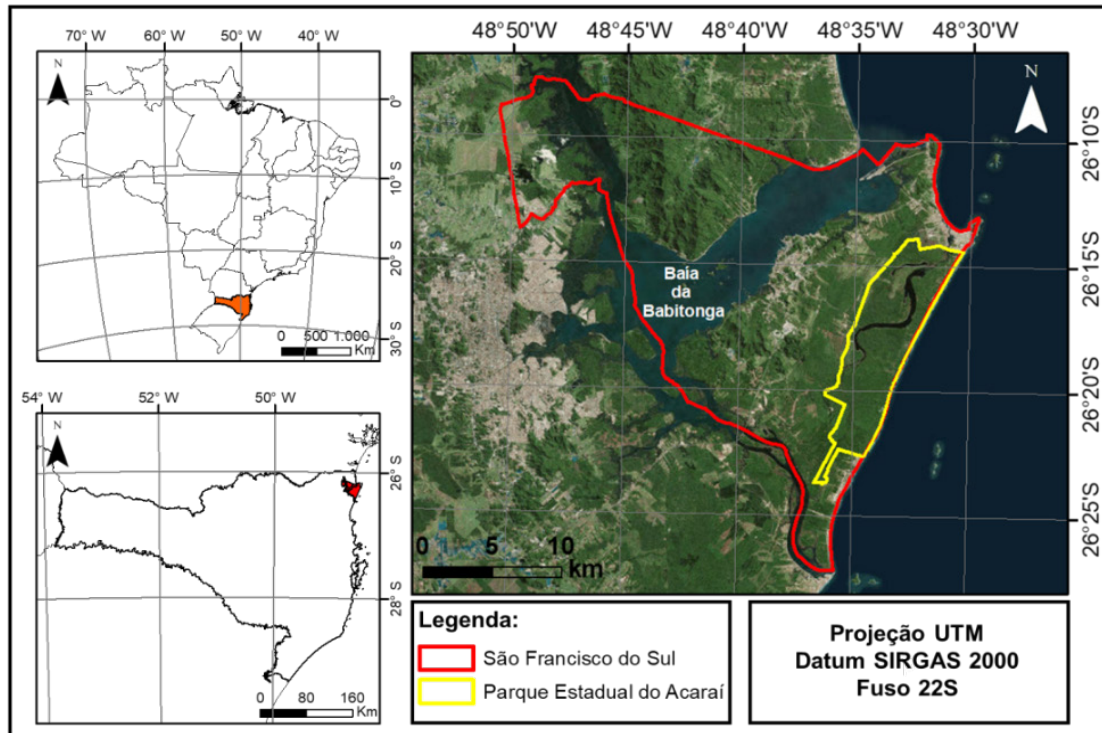 70° W 60° W 50° W 40° W
N
0°
10° S
20° S
30° S
0 500 1.000
Km
54° W 52° W 50° W
N
26° S
28° S
0 80 160
Km
48°50'W 48°45'W 48°40'W 48°35'W 48°30'W
N
26°10'S
26°15'S
26°20'S
26°25'S
Baía
da
Babitonga
0 5 10
km
Legenda:
São Francisco do Sul
Parque Estadual do Acaraí
Projeção UTM
Datum SIRGAS 2000
Fuso 22S